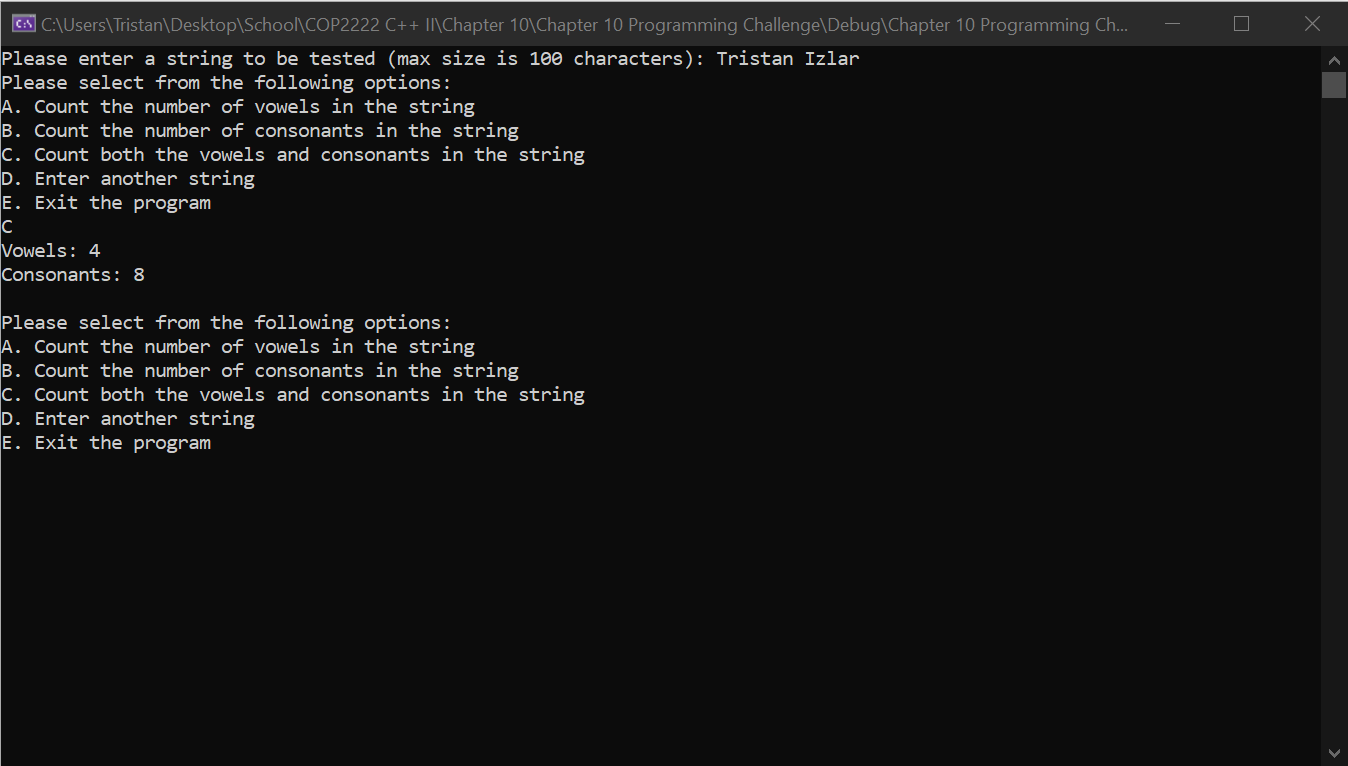 C:\Users\Tristan\Desktop\School\COP2222 C++ II\Chapter 10\Chapter 10 Programming Challenge\Debug\Chapter 10 Programming Ch...
Please enter a string to be tested (max size is 100 characters): Tristan Izlar
Please select from the following options:
A. Count the number of vowels in the string
B. Count the number of consonants in the string
C. Count both the vowels and consonants in the string
D. Enter another string
E. Exit the program
C
Vowels: 4
Consonants: 8

Please select from the following options:
A. Count the number of vowels in the string
B. Count the number of consonants in the string
C. Count both the vowels and consonants in the string
D. Enter another string
E. Exit the program